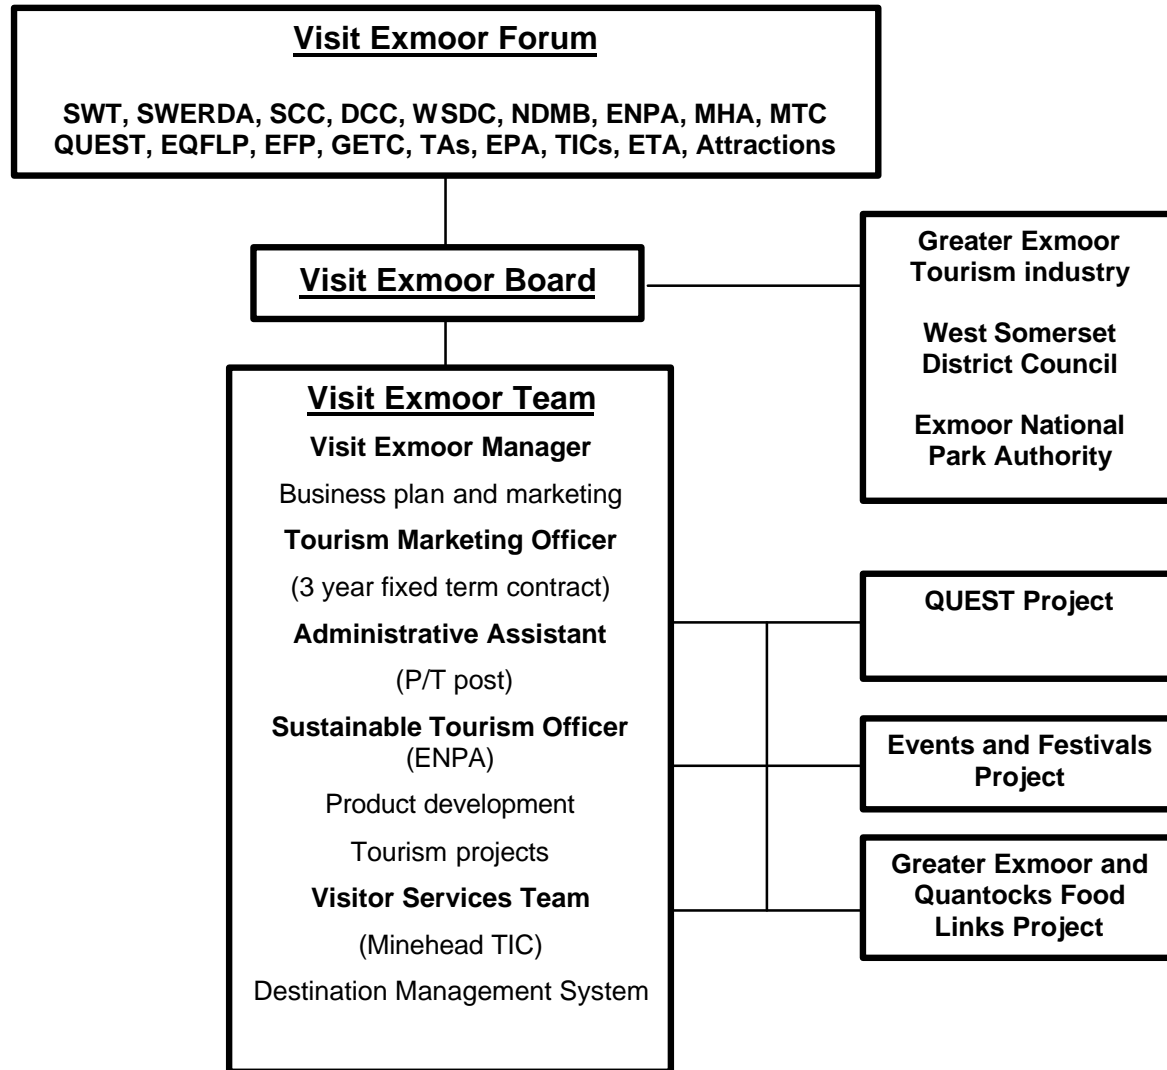 Visit Exmoor Forum
SWT, SWERDA, SCC, DCC, WSDC, NDMB, ENPA, MHA, MTC
QUEST, EQFLP, EFP, GETC, TAs, EPA, TICs, ETA, Attractions
Visit Exmoor Board
Greater Exmoor
Tourism industry
West Somerset
District Council
Exmoor National
Park Authority
Visit Exmoor Team
Visit Exmoor Manager
Business plan and marketing
Tourism Marketing Officer
(3 year fixed term contract)
Administrative Assistant
(P/T post)
Sustainable Tourism Officer
(ENPA)
Product development
Tourism projects
Visitor Services Team
(Minehead TIC)
Destination Management System
QUEST Project
Events and Festivals
Project
Greater Exmoor and
Quantocks Food
Links Project